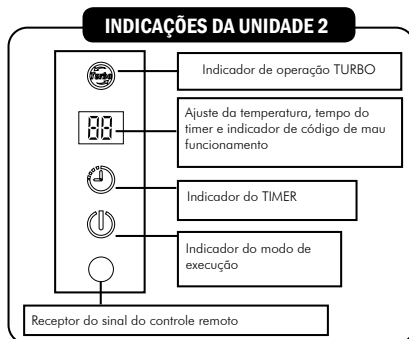 INDICAÇÕES DA UNIDADE 2
Turbo
Indicador de operação TURBO
88
Ajuste da temperatura, tempo do
timer e indicador de código de mau
funcionamento
Indicador do TIMER
Indicador do modo de
execução
Receptor do sinal do controle remoto